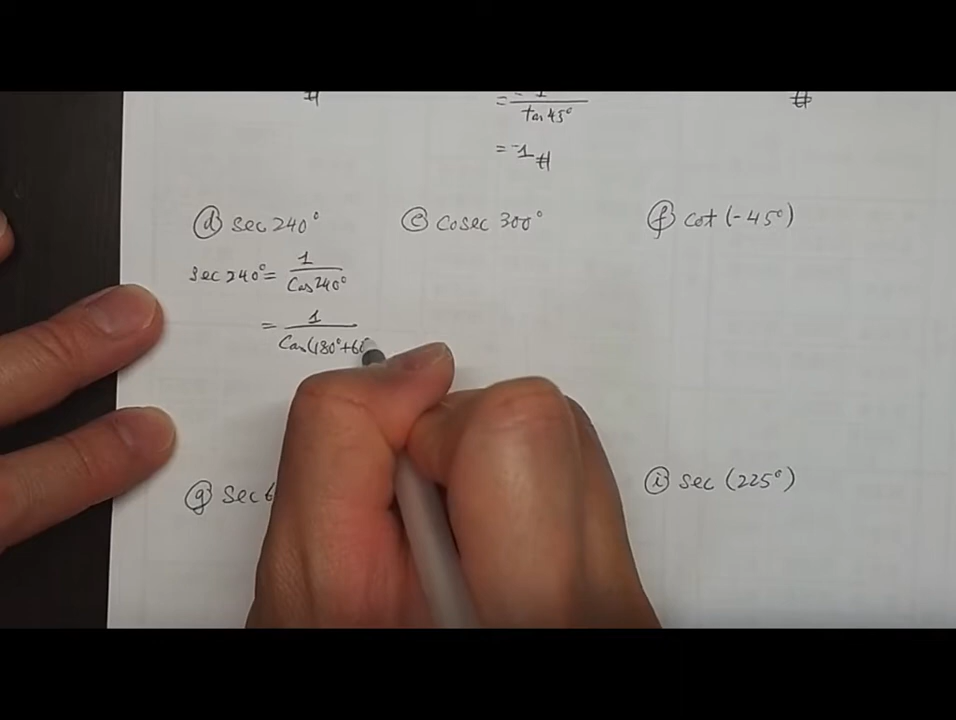 = -1/tan 45°
= -1 #
(d) sec 240° (e) cosec 300° (f) cot (-45°)
sec 240° = 1/Cos 240°
= 1/Cos(180°+60°
(g) sec 6 (i) sec (225°)